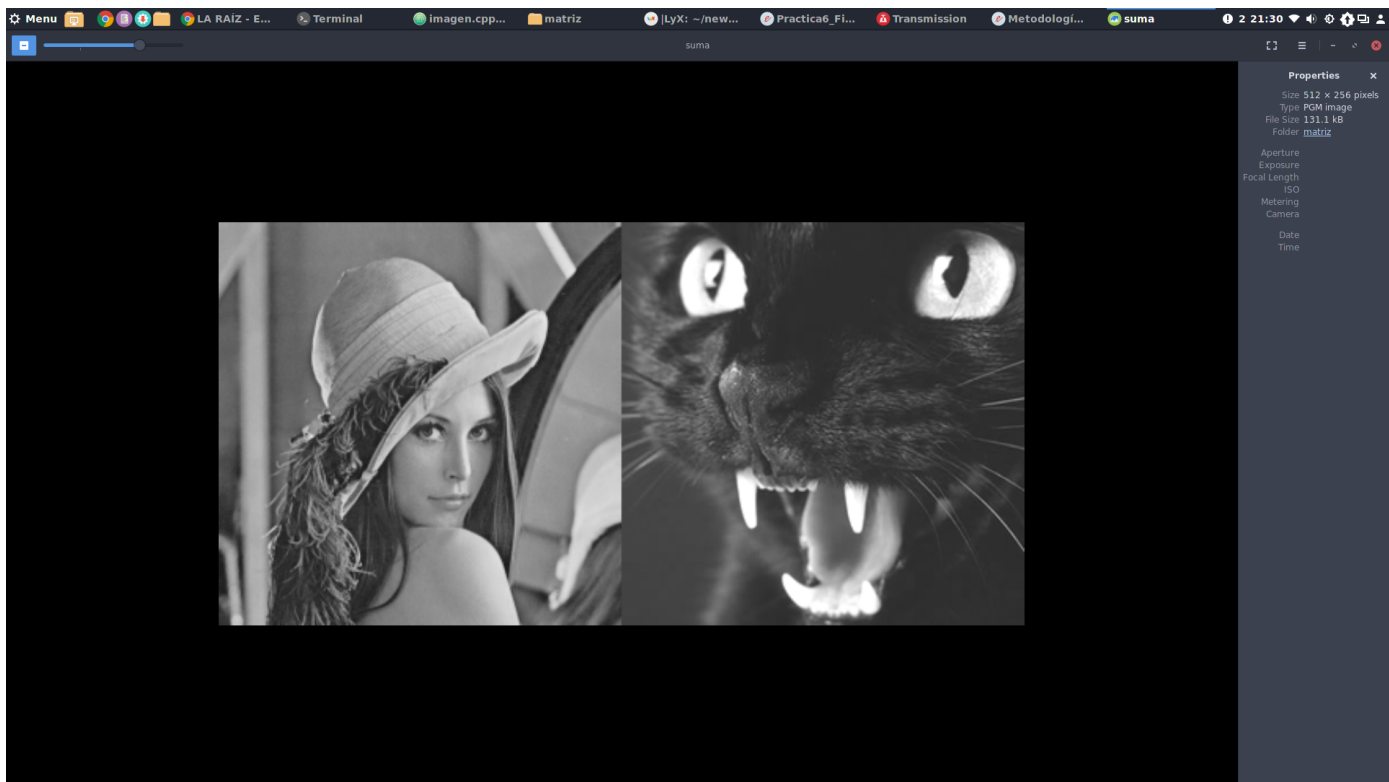 Menu LA RAÍZ - E... Terminal imagen.cpp... matriz |LyX: ~/new... Practica6_Fi... Transmission Metodologí... suma 2 21:30
suma
Properties
Size 512 × 256 pixels
Type PGM image
File Size 131.1 kB
Folder matriz
Aperture
Exposure
Focal Length
ISO
Metering
Camera
Date
Time